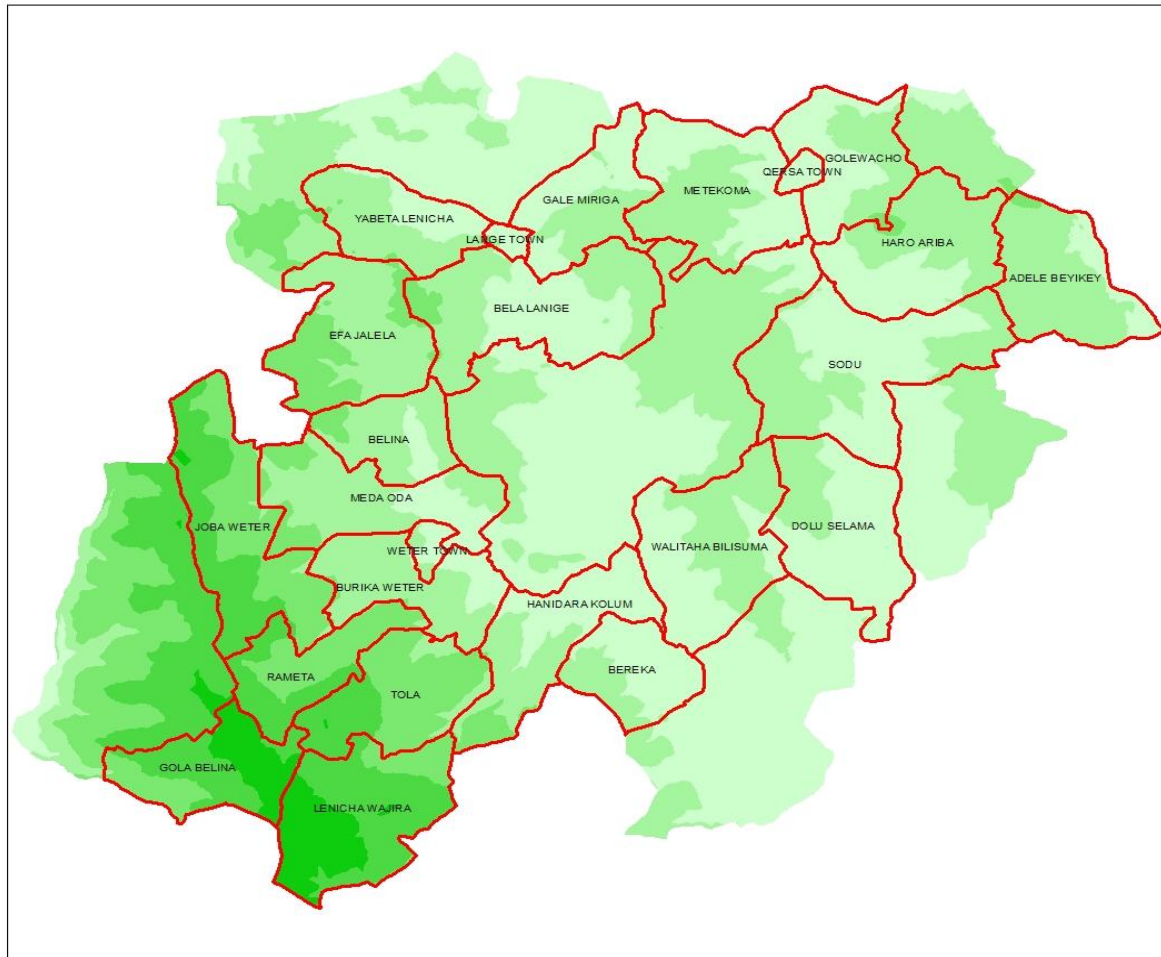 GOLEWACHO
QERSA TOWN
METEKOMA
GALE MIRIGA
YABETA LENICHA
LANGE TOWN
HARO ARIBA
ADELE BEYIKEY
BELA LANIGE
EFA JALELA
SODU
BELINA
MEDA ODA
JOBA WETER
DOLU SELAMA
WETER TOWN
WALITAHA BILISUMA
BURIKA WETER
HANIDARA KOLUM
BEREKA
RAMETA
TOLA
GOLA BELINA
LENICHA WAJIRA